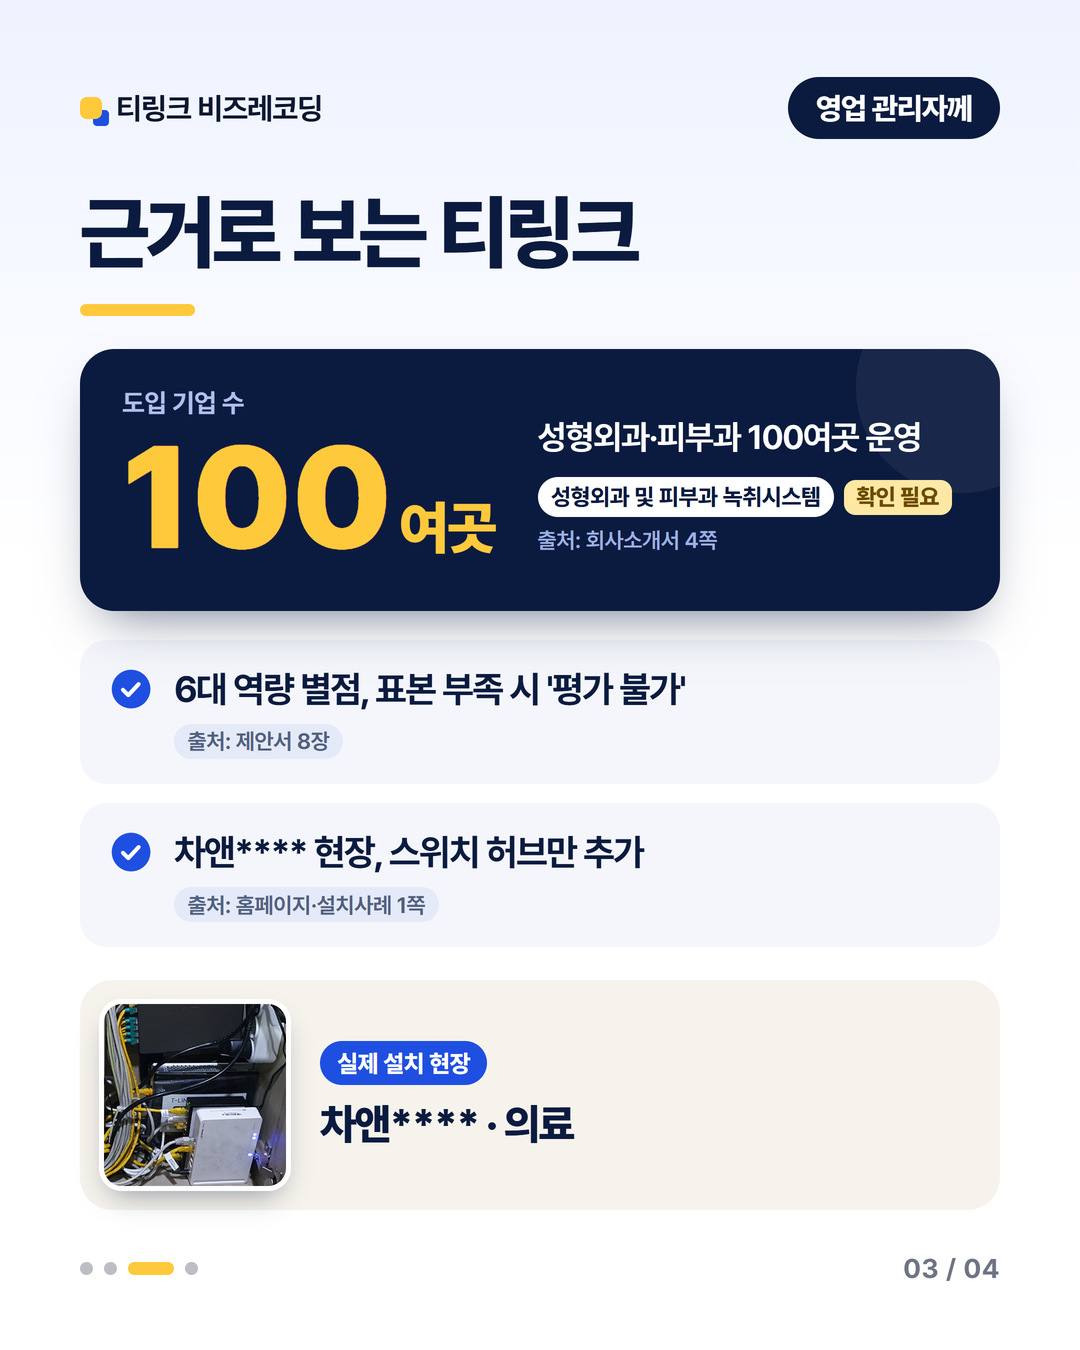 티링크 비즈레코딩
영업 관리자께
근거로 보는 티링크
도입 기업 수
100여곳
성형외과·피부과 100여곳 운영
성형외과 및 피부과 녹취시스템
확인 필요
출처: 회사소개서 4쪽
6대 역량 별점, 표본 부족 시 '평가 불가'
출처: 제안서 8장
차앤**** 현장, 스위치 허브만 추가
출처: 홈페이지·설치사례 1쪽
실제 설치 현장
차앤**** · 의료
03 / 04